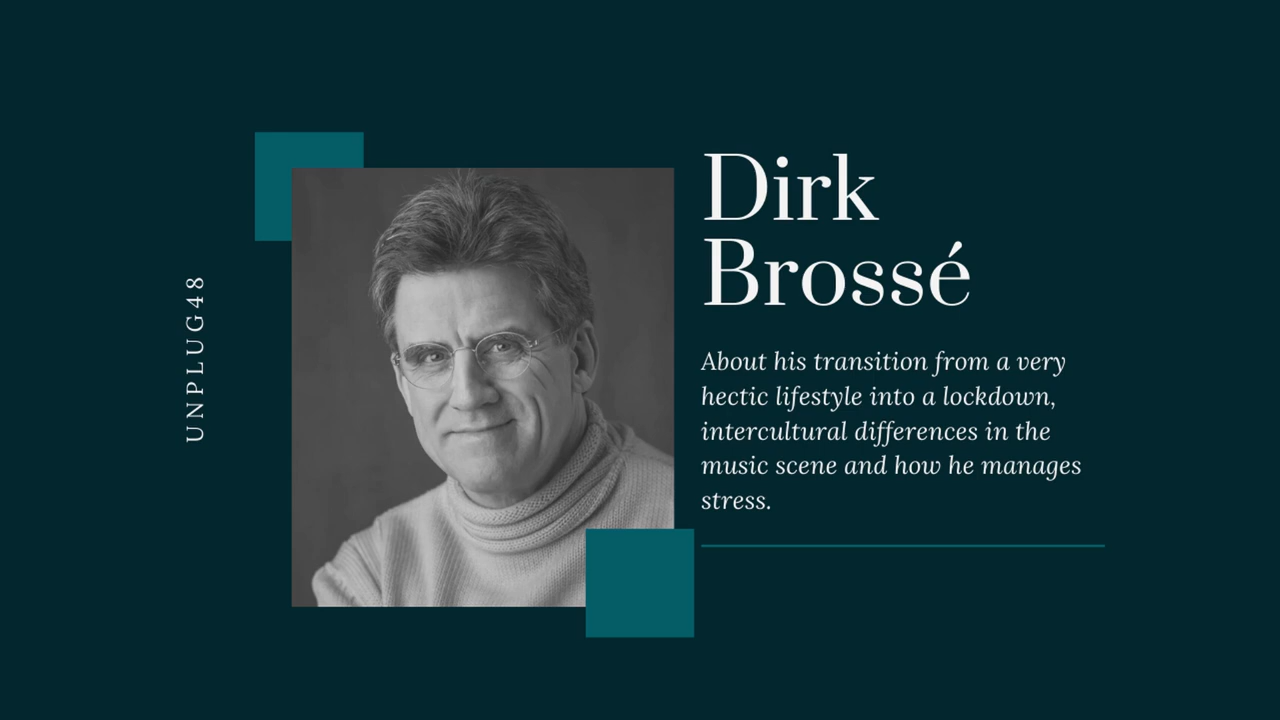 UNPLUG48
Dirk
Brossé
About his transition from a very
hectic lifestyle into a lockdown,
intercultural differences in the
music scene and how he manages
stress.